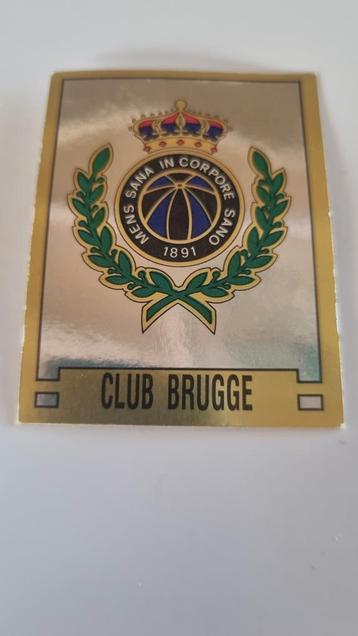 MENS SANA IN CORPORE SANO
1891
CLUB BRUGGE